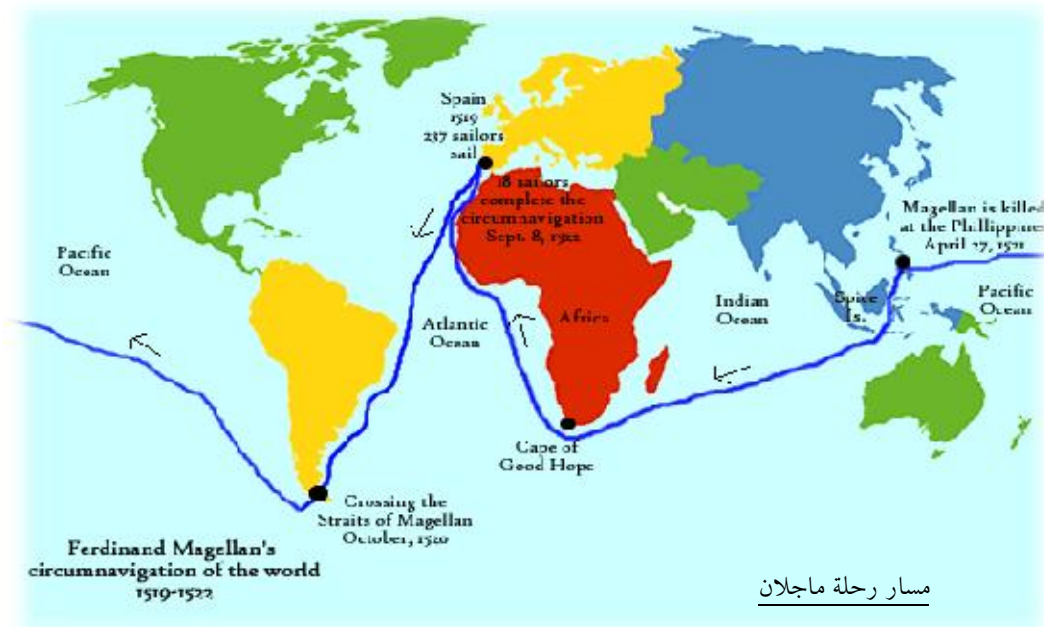 Spain
1519
237 sailors
sail
18 sailors
complete the
circumnavigation
Sept. 8, 1522
Magellan is killed
at the Phillippines
April 27, 1521
Pacific
Ocean
Atlantic
Ocean
Africa
Indian
Ocean
Spice
Is.
Pacific
Ocean
Cape of
Good Hope
Crossing the
Straits of Magellan
October, 1520
Ferdinand Magellan's
circumnavigation of the world
1519-1522
مسار رحلة ماجلان